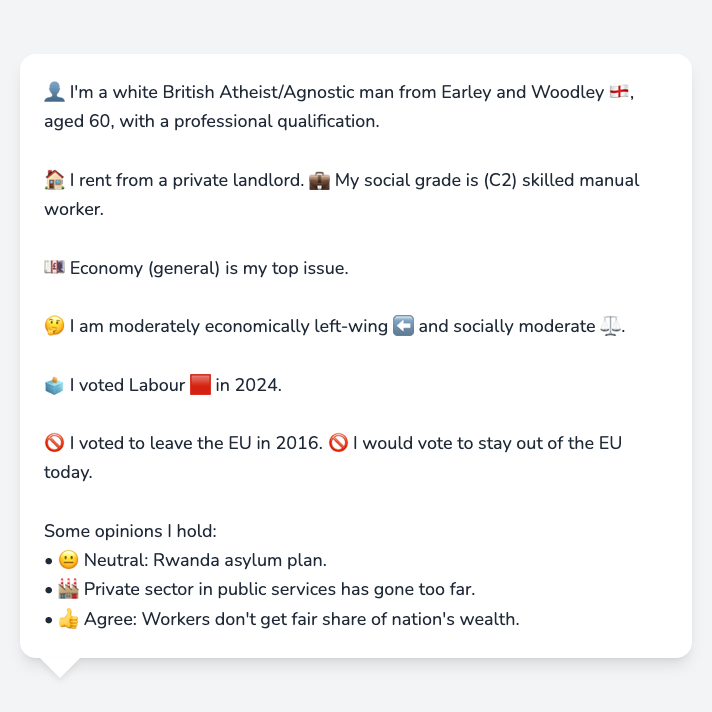 👤 I'm a white British Atheist/Agnostic man from Earley and Woodley 🏴󠁧󠁢󠁥󠁮󠁧󠁿,
aged 60, with a professional qualification.
🏠 I rent from a private landlord. 💼 My social grade is (C2) skilled manual
worker.
💷 Economy (general) is my top issue.
🤔 I am moderately economically left-wing ⬅️ and socially moderate ⚖️.
🗳️ I voted Labour 🟥 in 2024.
🚫 I voted to leave the EU in 2016. 🚫 I would vote to stay out of the EU
today.
Some opinions I hold:
• 😐 Neutral: Rwanda asylum plan.
• 🏭 Private sector in public services has gone too far.
• 👍 Agree: Workers don't get fair share of nation's wealth.